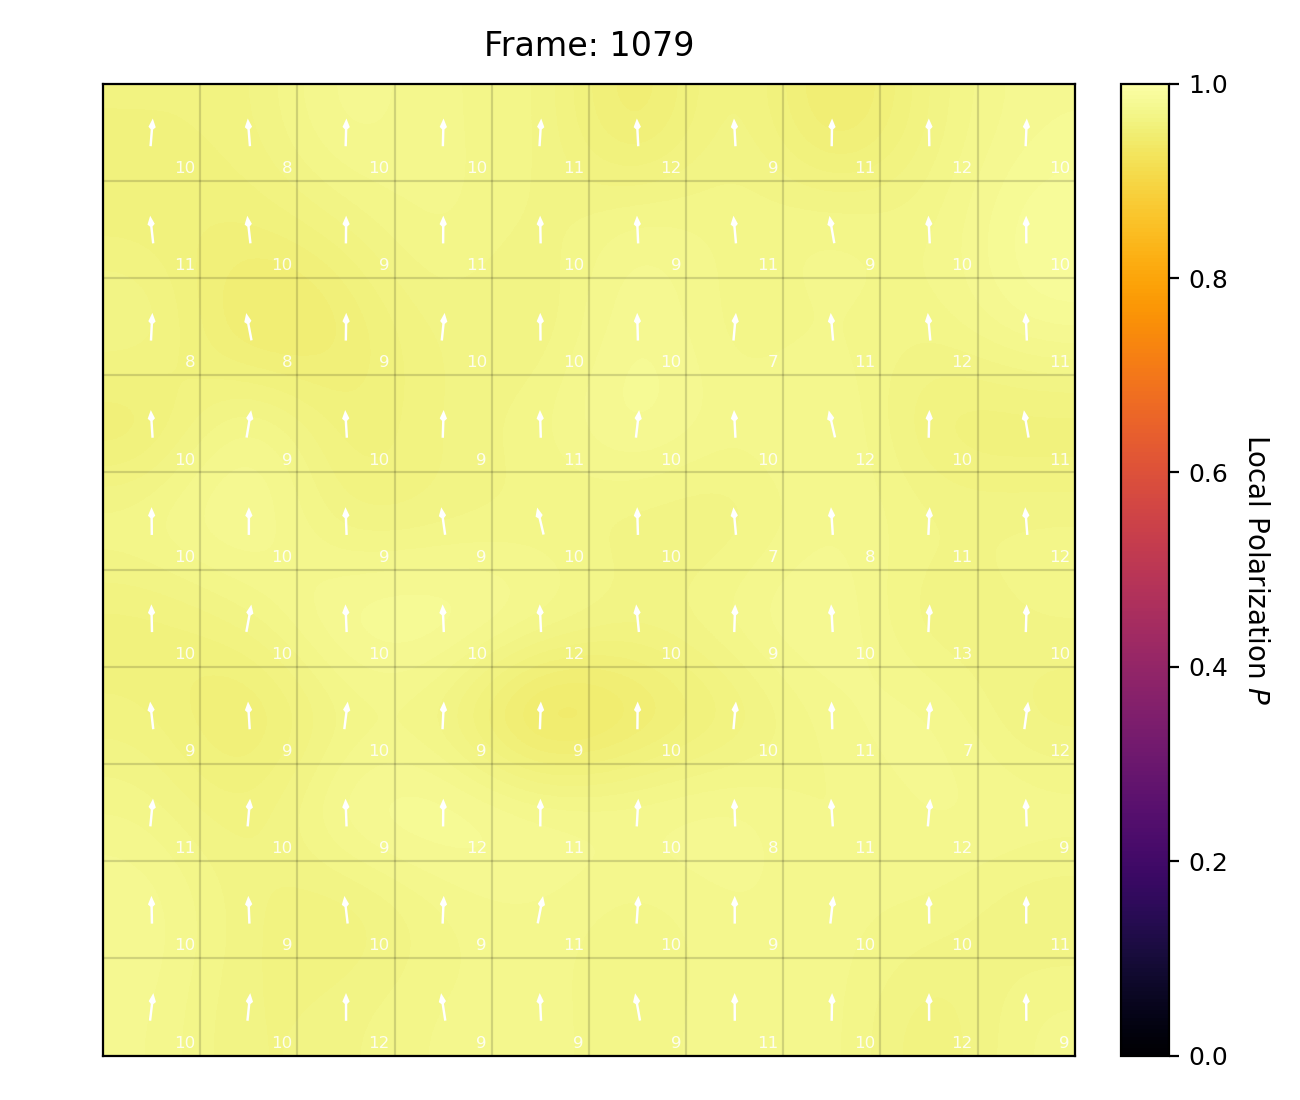 Frame: 1079
10 8 10 10 11 12 9 11 12 10
11 10 9 11 10 9 11 9 10 10
8 8 9 10 10 10 7 11 12 11
10 9 10 9 11 10 10 12 10 11
10 10 9 9 10 10 7 8 11 12
10 10 10 10 12 10 9 10 13 10
9 9 10 9 9 10 10 11 7 12
11 10 9 12 11 10 8 11 12 9
10 9 10 9 11 10 9 10 10 11
10 10 12 9 9 9 11 10 12 9
1.0
0.8
0.6
0.4
0.2
0.0
Local Polarization P